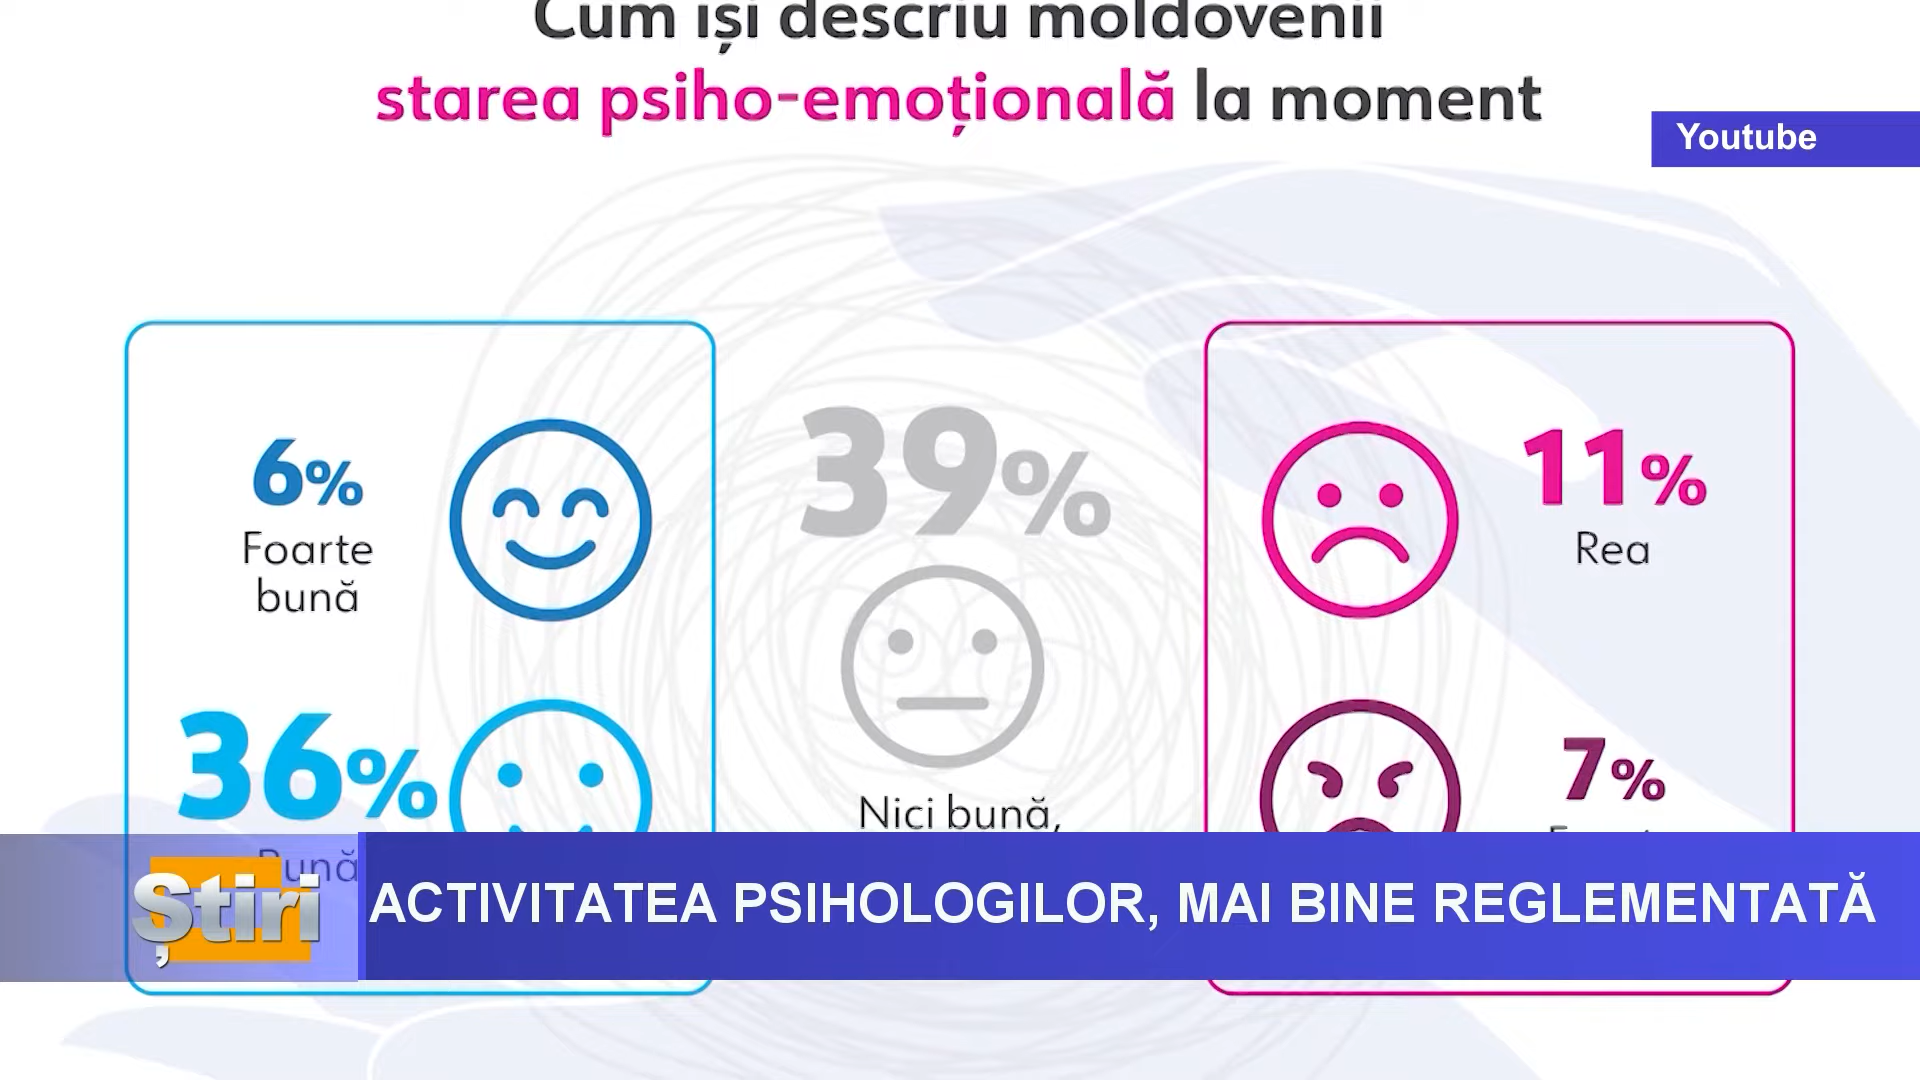 Cum își descriu moldovenii
starea psiho-emoțională la moment
Youtube
6%
Foarte
bună
36%
Bună
39%
Nici bună,
11%
Rea
7%
Știri
ACTIVITATEA PSIHOLOGILOR, MAI BINE REGLEMENTATĂ